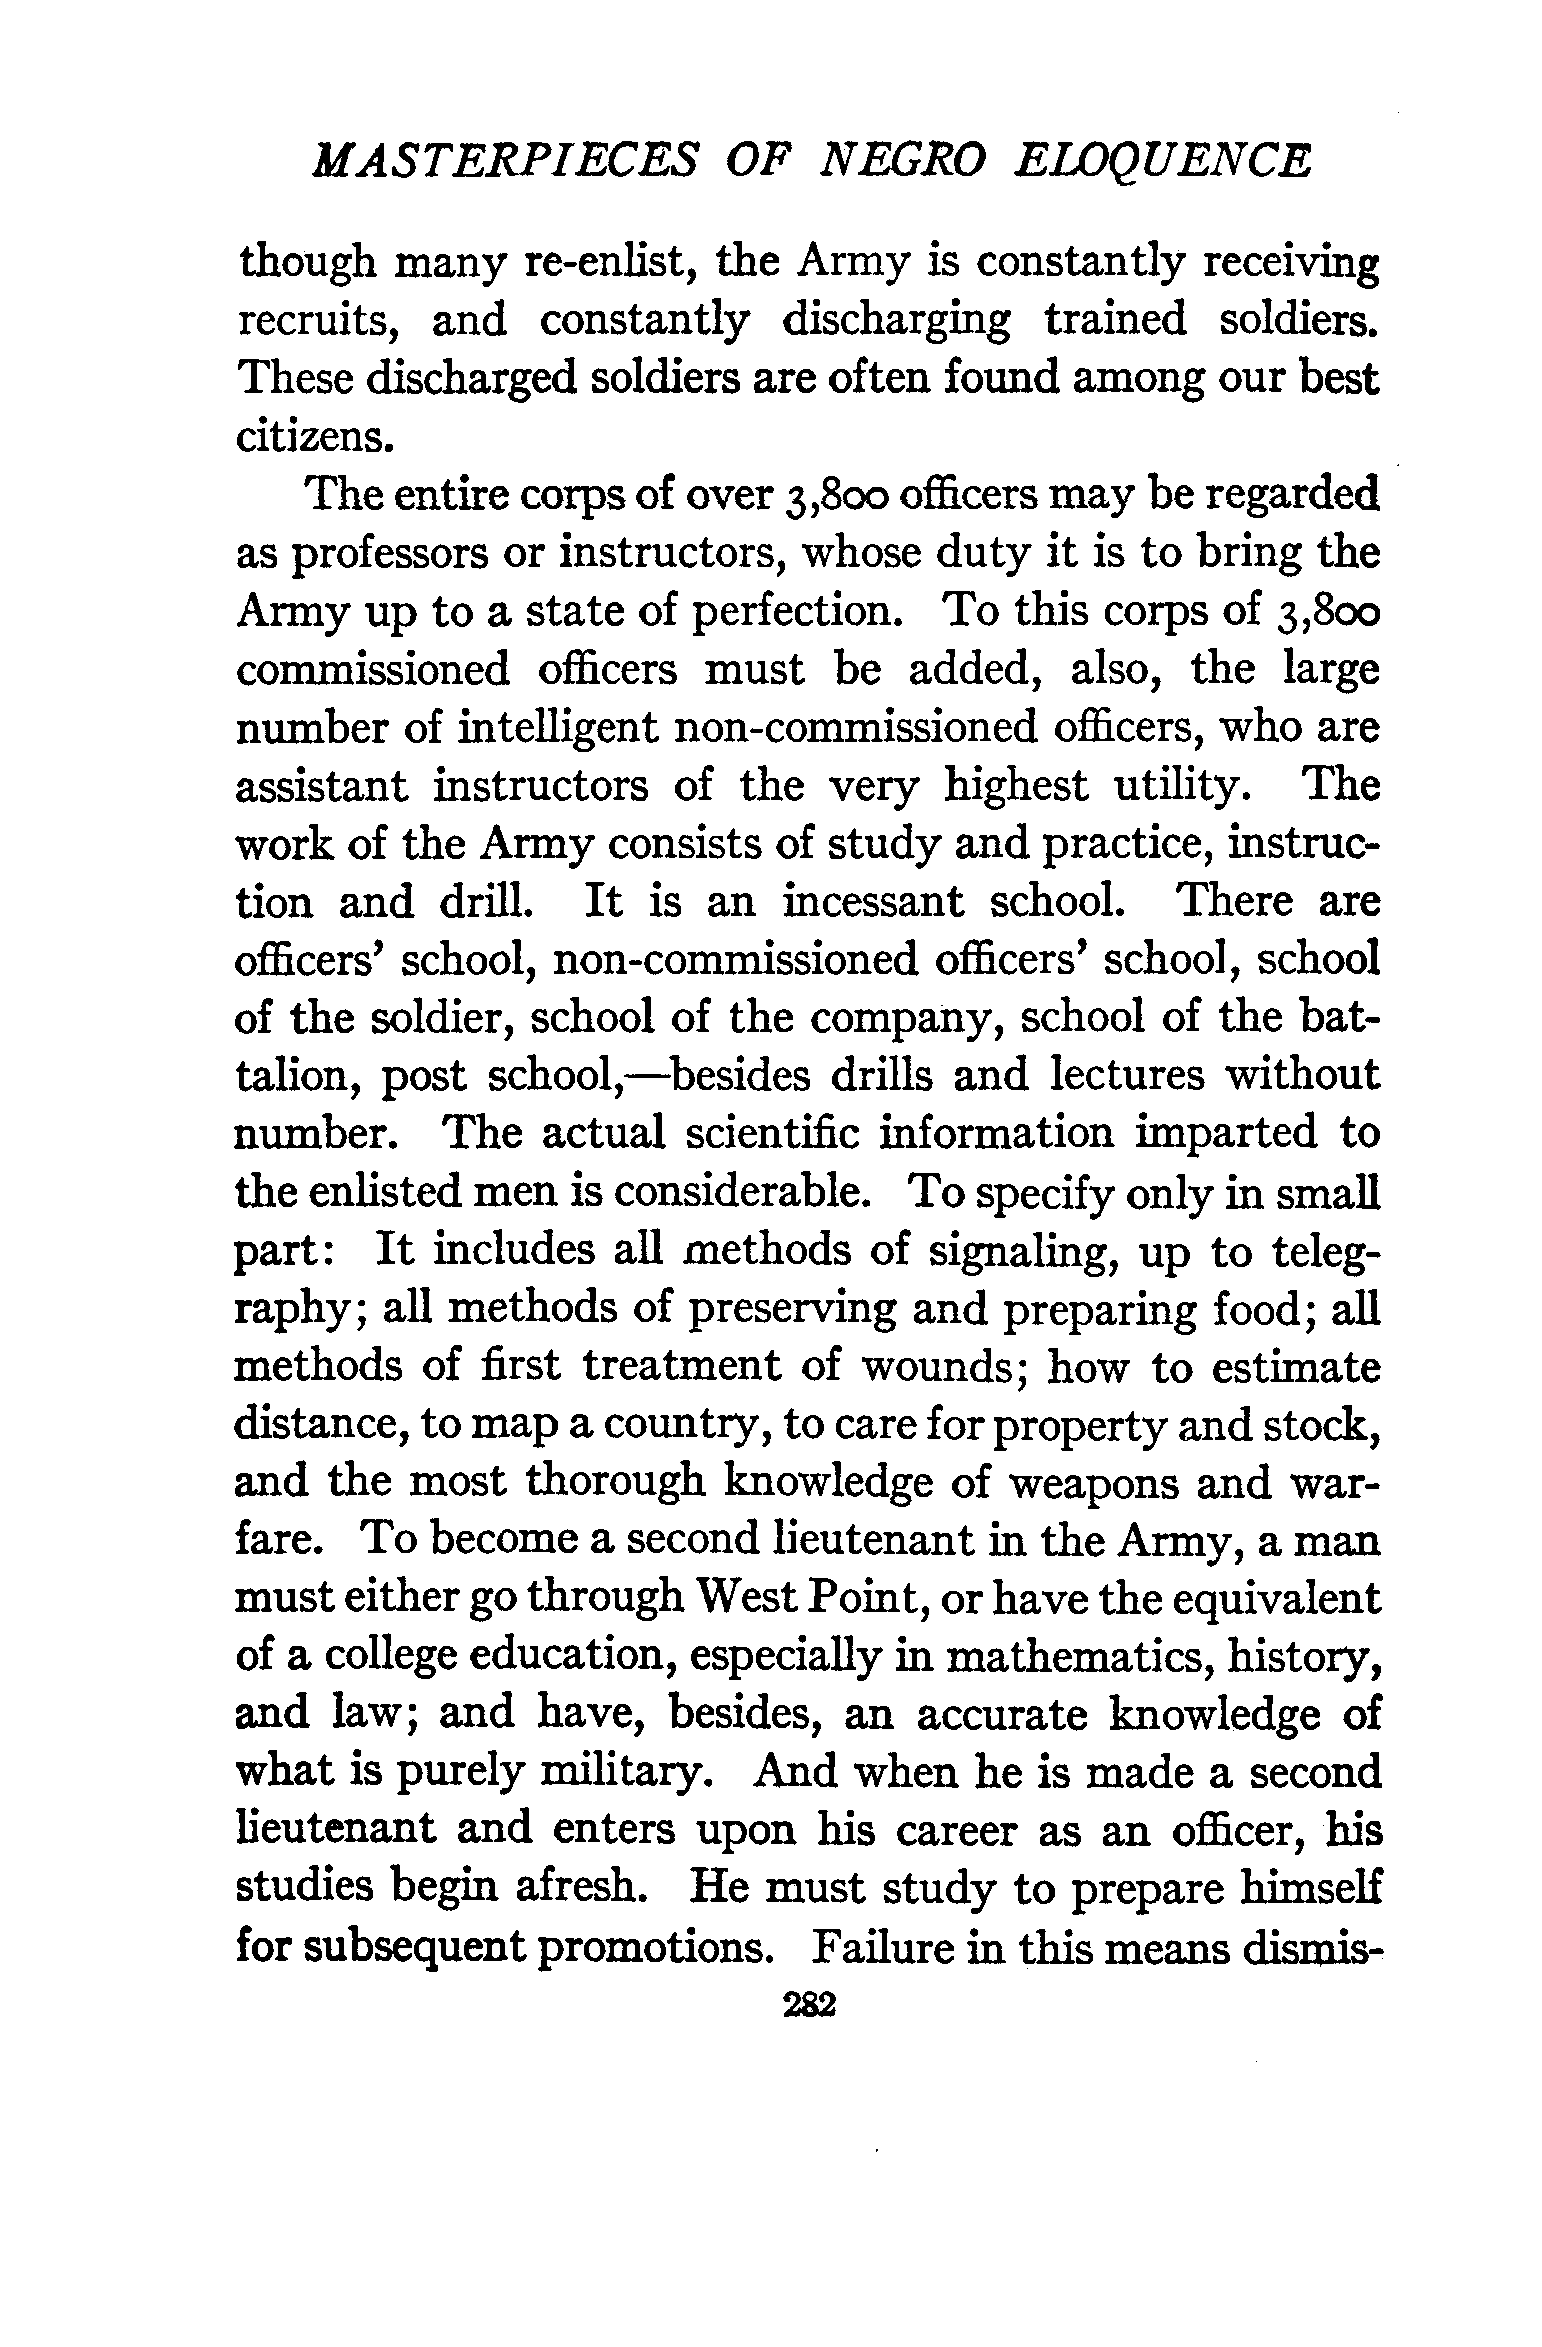 MASTERPIECES OF NEGRO ELOQUENCE
though many re-enlist, the Army is constantly receiving
recruits, and constantly discharging trained soldiers.
These discharged soldiers are often found among our best
citizens.
The entire corps of over 3,800 officers may be regarded
as professors or instructors, whose duty it is to bring the
Army up to a state of perfection. To this corps of 3,800
commissioned officers must be added, also, the large
number of intelligent non-commissioned officers, who are
assistant instructors of the very highest utility. The
work of the Army consists of study and practice, instruc-
tion and drill. It is an incessant school. There are
officers' school, non-commissioned officers' school, school
of the soldier, school of the company, school of the bat-
talion, post school,—besides drills and lectures without
number. The actual scientific information imparted to
the enlisted men is considerable. To specify only in small
part: It includes all methods of signaling, up to teleg-
raphy; all methods of preserving and preparing food; all
methods of first treatment of wounds; how to estimate
distance, to map a country, to care for property and stock,
and the most thorough knowledge of weapons and war-
fare. To become a second lieutenant in the Army, a man
must either go through West Point, or have the equivalent
of a college education, especially in mathematics, history,
and law; and have, besides, an accurate knowledge of
what is purely military. And when he is made a second
lieutenant and enters upon his career as an officer, his
studies begin afresh. He must study to prepare himself
for subsequent promotions. Failure in this means dismis-
282